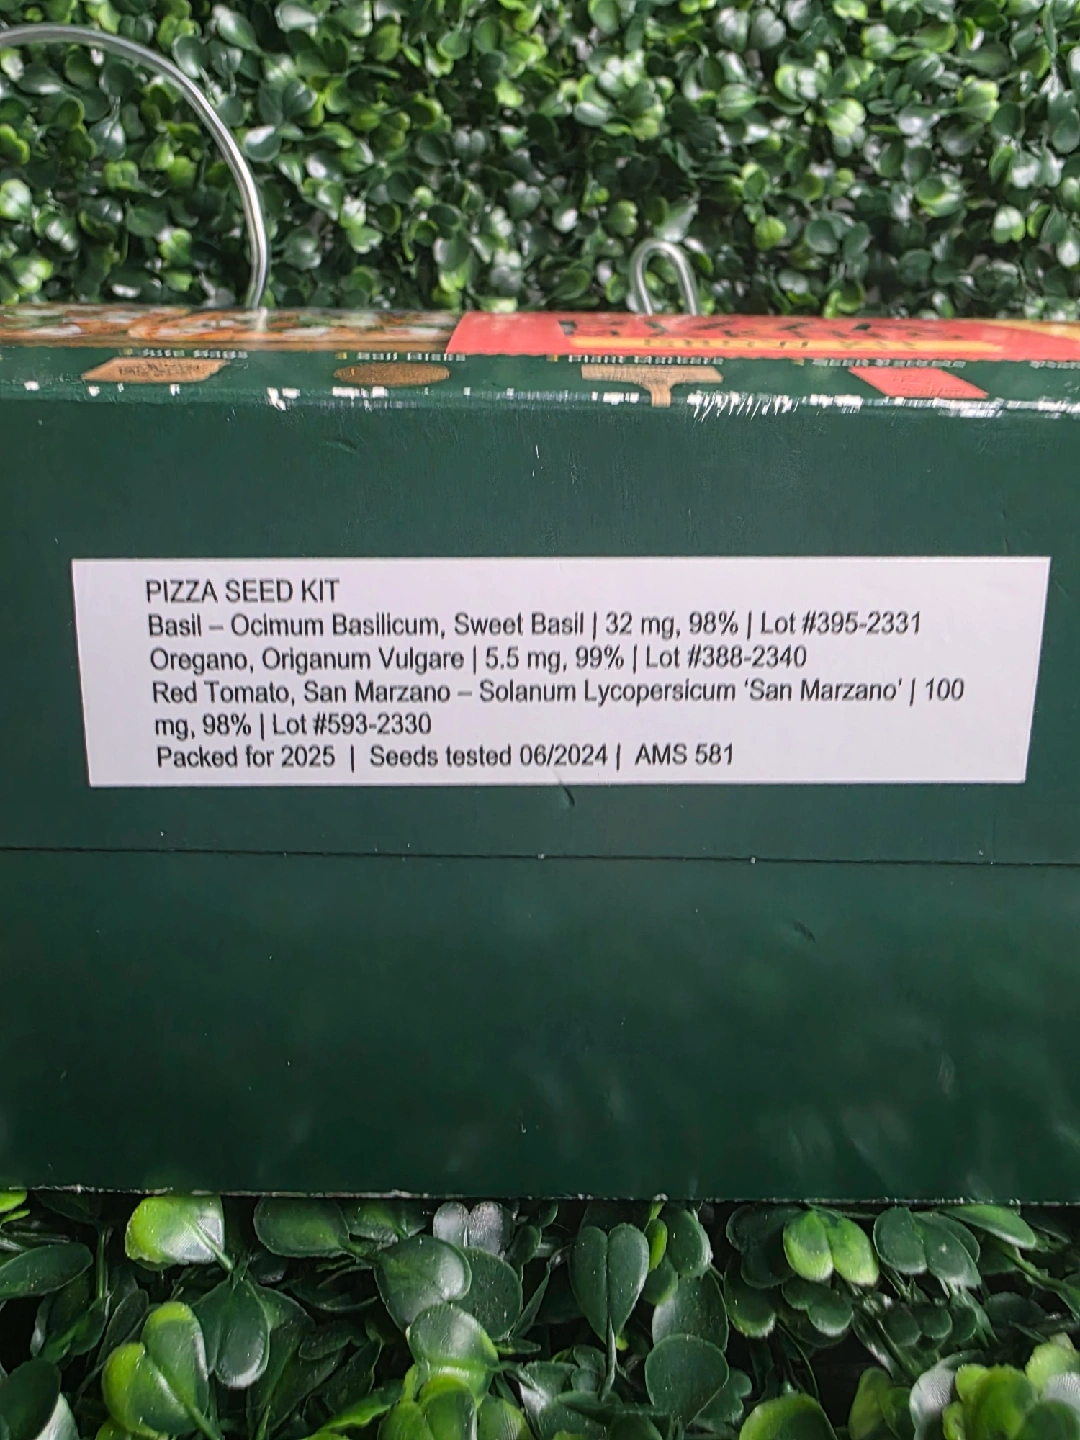 Plant Markers
PIZZA SEED KIT
Basil – Ocimum Basilicum, Sweet Basil | 32 mg, 98% | Lot #395-2331
Oregano, Origanum Vulgare | 5.5 mg, 99% | Lot #388-2340
Red Tomato, San Marzano – Solanum Lycopersicum ‘San Marzano’ | 100
mg, 98% | Lot #593-2330
Packed for 2025 | Seeds tested 06/2024 | AMS 581